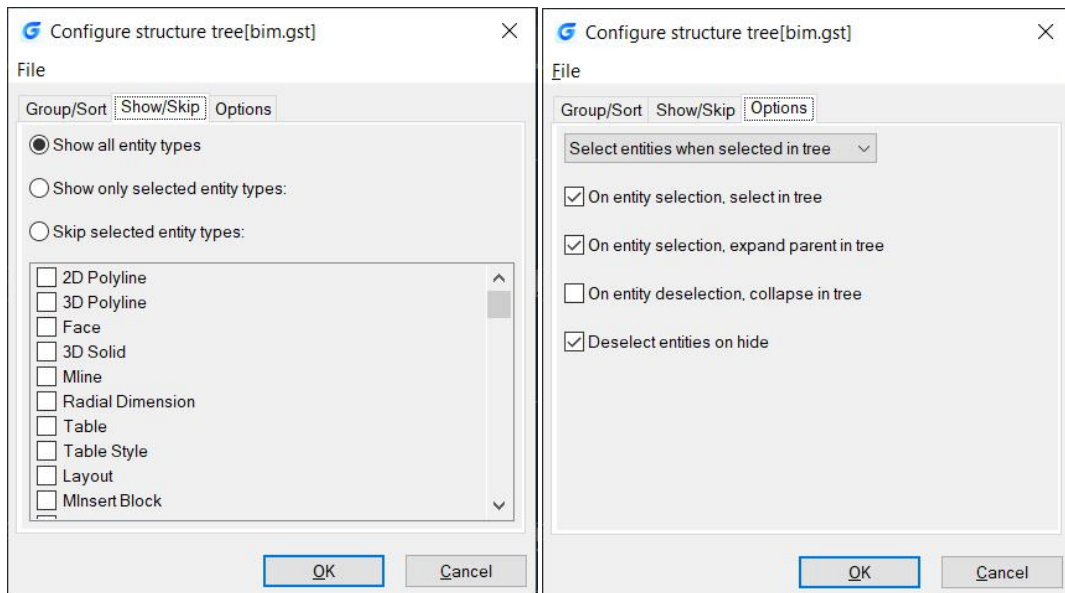 Configure structure tree[bim.gst]
File
Group/Sort Show/Skip Options
Show all entity types
Show only selected entity types:
Skip selected entity types:
2D Polyline
3D Polyline
Face
3D Solid
Mline
Radial Dimension
Table
Table Style
Layout
MInsert Block
OK Cancel
Configure structure tree[bim.gst]
File
Group/Sort Show/Skip Options
Select entities when selected in tree
On entity selection, select in tree
On entity selection, expand parent in tree
On entity deselection, collapse in tree
Deselect entities on hide
OK Cancel